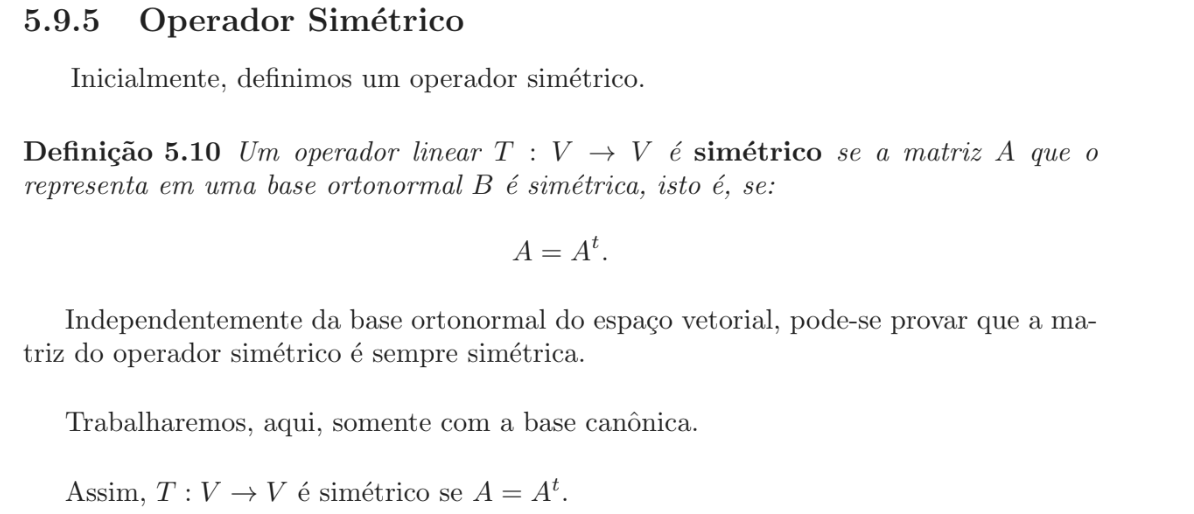 5.9.5 Operador Simétrico
Inicialmente, definimos um operador simétrico.
Definição 5.10 Um operador linear T : V → V é simétrico se a matriz A que o
representa em uma base ortonormal B é simétrica, isto é, se:
A = Aᵗ.
Independentemente da base ortonormal do espaço vetorial, pode-se provar que a ma-
triz do operador simétrico é sempre simétrica.
Trabalharemos, aqui, somente com a base canônica.
Assim, T : V → V é simétrico se A = Aᵗ.